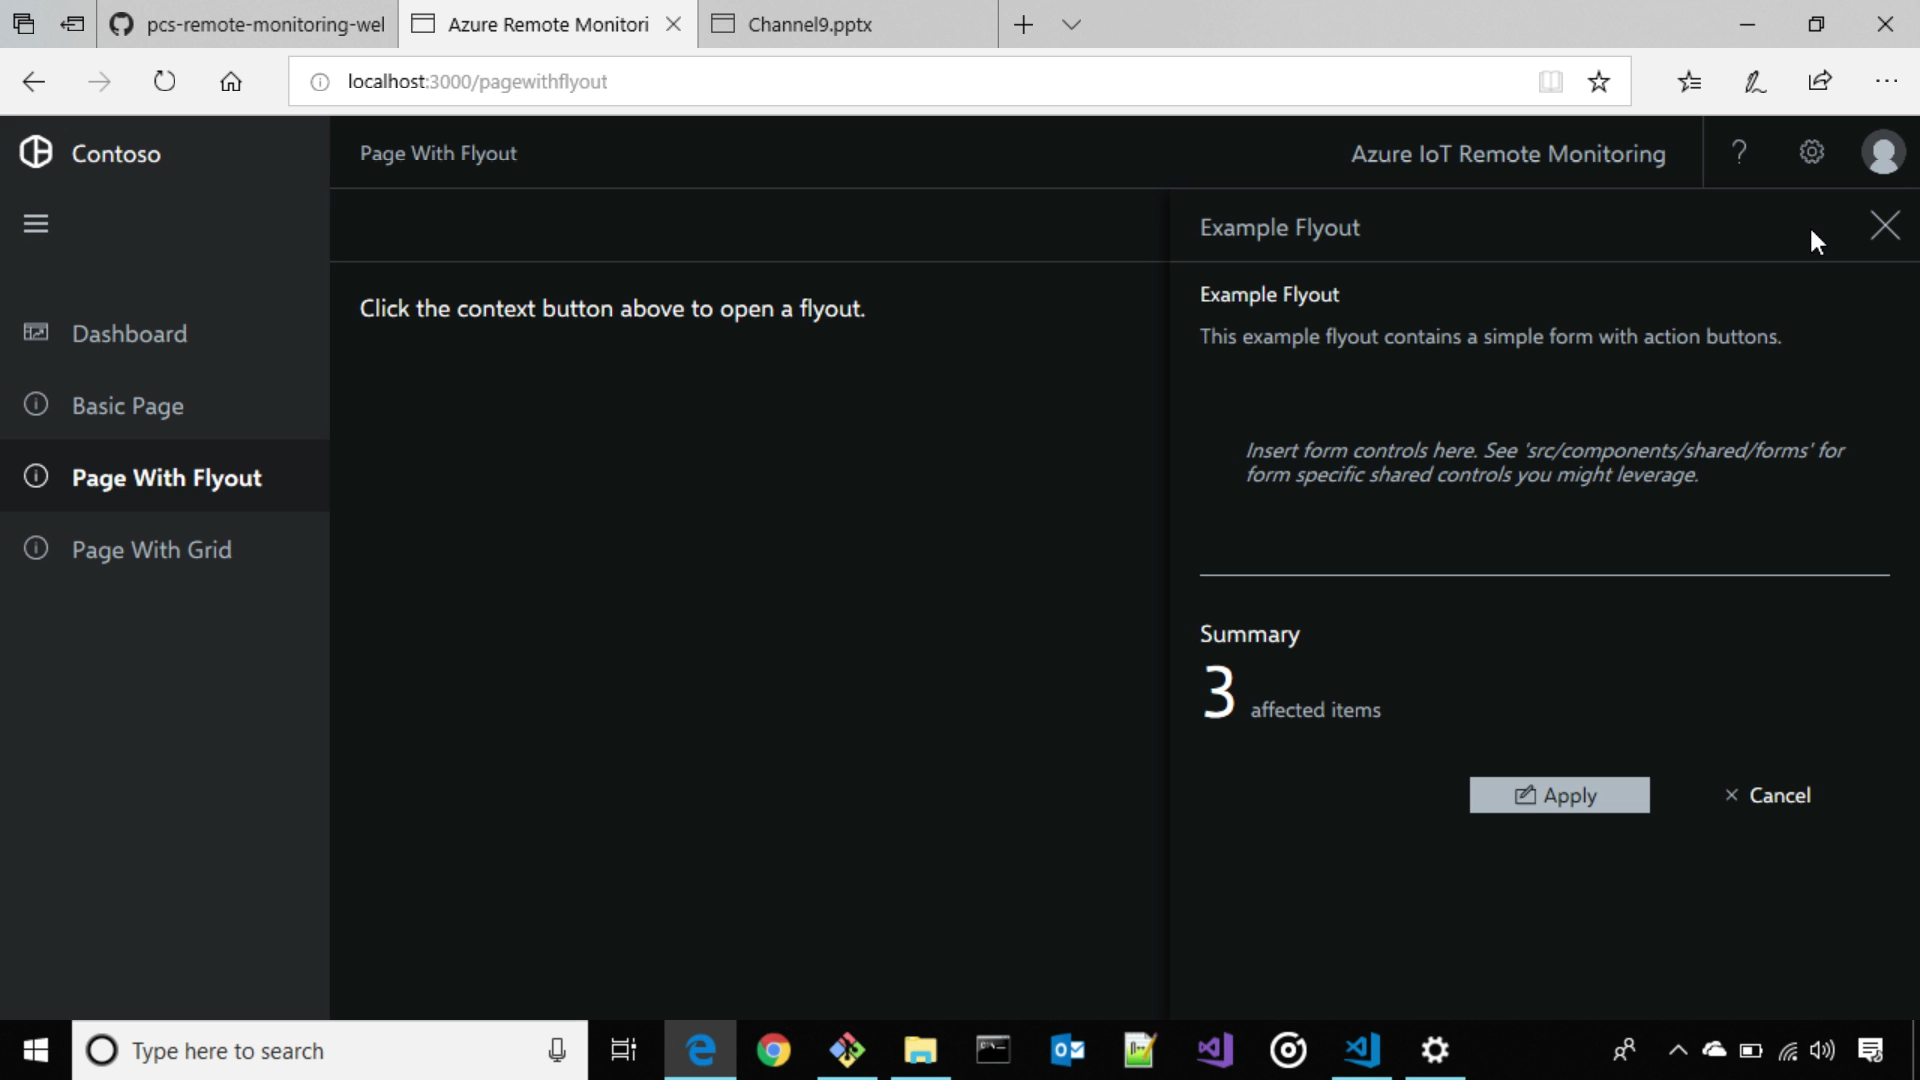 pcs-remote-monitoring-wel
Azure Remote Monitori
Channel9.pptx
localhost:3000/pagewithflyout
Contoso
Page With Flyout
Azure IoT Remote Monitoring
?
Example Flyout
Click the context button above to open a flyout.
Example Flyout
This example flyout contains a simple form with action buttons.
Dashboard
Basic Page
Page With Flyout
Page With Grid
Insert form controls here. See 'src/components/shared/forms' for
form specific shared controls you might leverage.
Summary
3 affected items
Apply
Cancel
Type here to search